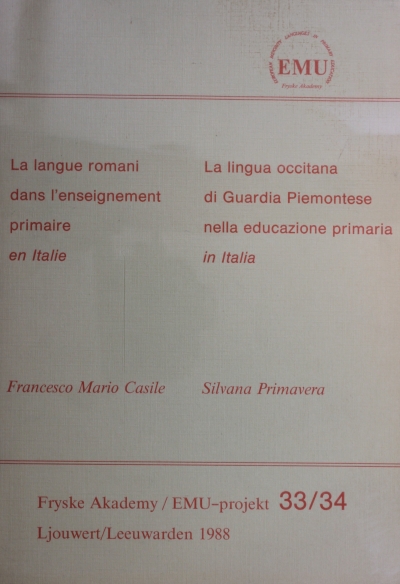 EMU
Fryske Akademy
La langue romani
dans l'enseignement
primaire
en Italie
La lingua occitana
di Guardia Piemontese
nella educazione primaria
in Italia
Francesco Mario Casile
Silvana Primavera
Fryske Akademy / EMU-projekt 33/34
Ljouwert/Leeuwarden 1988